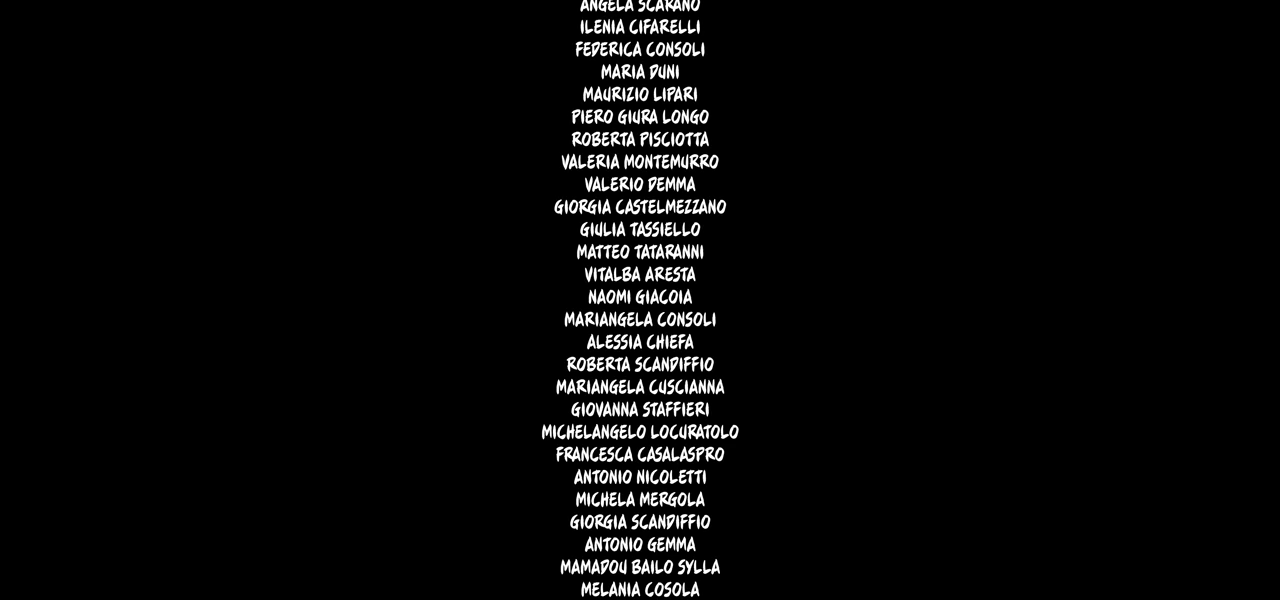 ANGELA SCARANO
ILENIA CIFARELLI
FEDERICA CONSOLI
MARIA DUNI
MAURIZIO LIPARI
PIERO GIURA LONGO
ROBERTA PISCIOTTA
VALERIA MONTEMURRO
VALERIO DEMMA
GIORGIA CASTELMEZZANO
GIULIA TASSIELLO
MATTEO TATARANNI
VITALBA ARESTA
NAOMI GIACOIA
MARIANGELA CONSOLI
ALESSIA CHIEFA
ROBERTA SCANDIFFIO
MARIANGELA CUSCIANNA
GIOVANNA STAFFIERI
MICHELANGELO LOCURATOLO
FRANCESCA CASALASPRO
ANTONIO NICOLETTI
MICHELA MERGOLA
GIORGIA SCANDIFFIO
ANTONIO GEMMA
MAMADOU BAILO SYLLA
MELANIA COSOLA